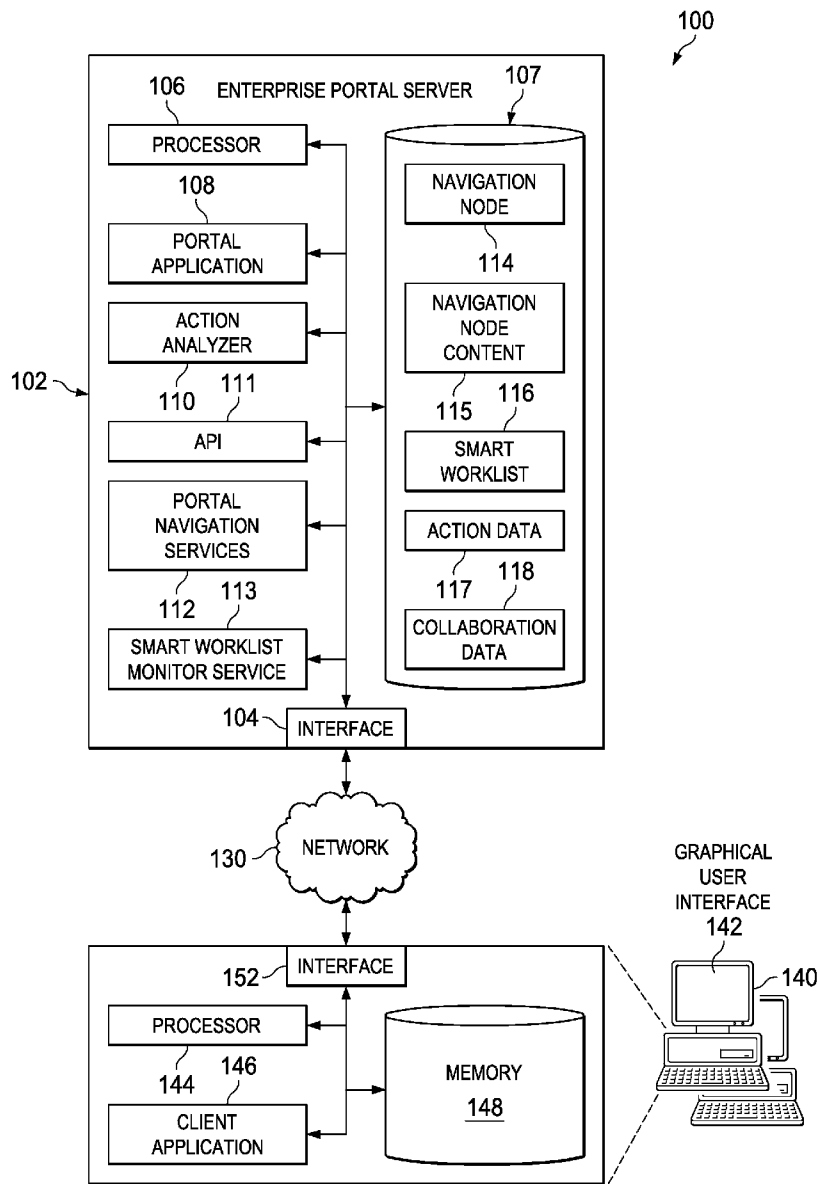 100
ENTERPRISE PORTAL SERVER
107
106
PROCESSOR
108
PORTAL
APPLICATION
ACTION
ANALYZER
110
111
API
PORTAL
NAVIGATION
SERVICES
112
113
SMART WORKLIST
MONITOR SERVICE
102
NAVIGATION
NODE
114
NAVIGATION
NODE
CONTENT
115
116
SMART
WORKLIST
ACTION DATA
117
118
COLLABORATION
DATA
104
INTERFACE
130
NETWORK
152
INTERFACE
PROCESSOR
144
146
CLIENT
APPLICATION
MEMORY
148
GRAPHICAL
USER
INTERFACE
142
140